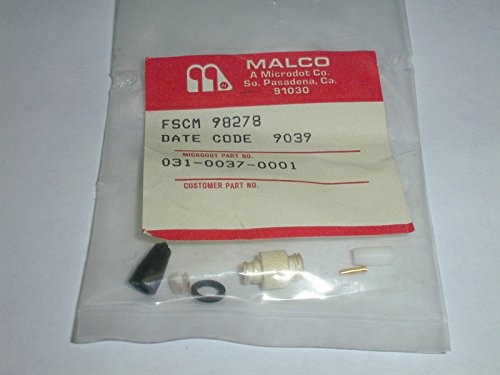 MALCO
A Microdot Co.
So. Pasadena, Ca.
91030
FSCM 98278
DATE CODE 9039
MICRODOT PART NO.
031-0037-0001
CUSTOMER PART NO.